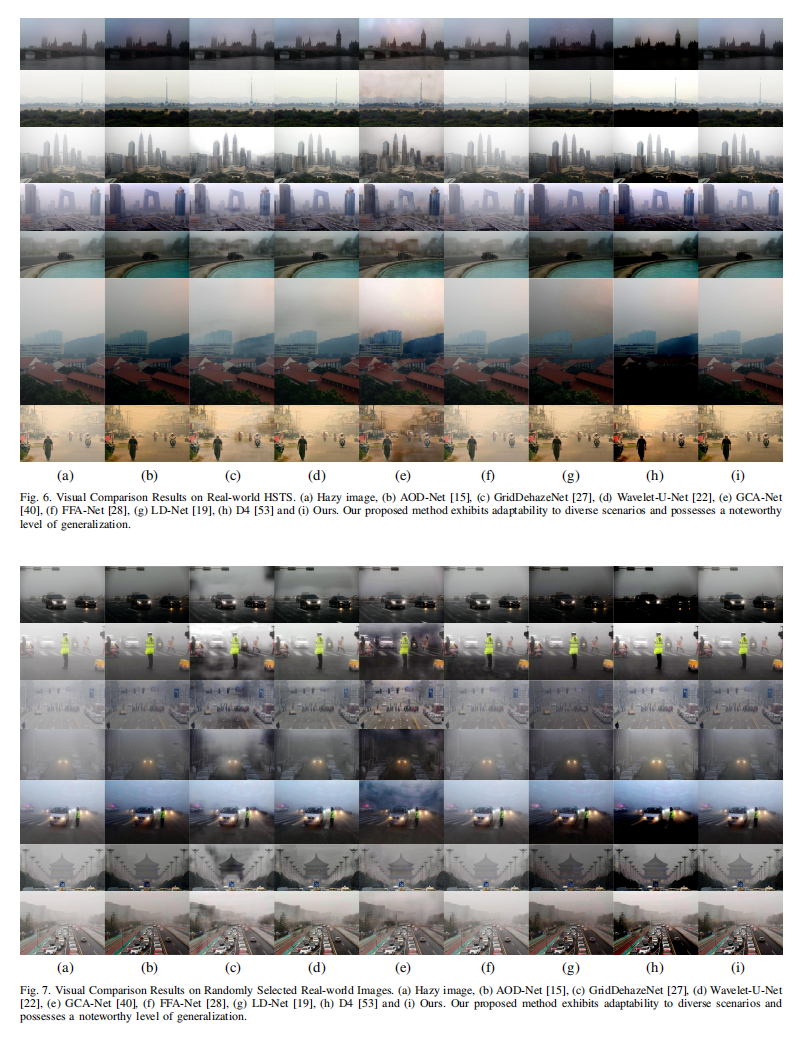 (a) (b) (c) (d) (e) (f) (g) (h) (i)
Fig. 6. Visual Comparison Results on Real-world HSTS. (a) Hazy image, (b) AOD-Net [15], (c) GridDehazeNet [27], (d) Wavelet-U-Net [22], (e) GCA-Net
[40], (f) FFA-Net [28], (g) LD-Net [19], (h) D4 [53] and (i) Ours. Our proposed method exhibits adaptability to diverse scenarios and possesses a noteworthy
level of generalization.
(a) (b) (c) (d) (e) (f) (g) (h) (i)
Fig. 7. Visual Comparison Results on Randomly Selected Real-world Images. (a) Hazy image, (b) AOD-Net [15], (c) GridDehazeNet [27], (d) Wavelet-U-Net
[22], (e) GCA-Net [40], (f) FFA-Net [28], (g) LD-Net [19], (h) D4 [53] and (i) Ours. Our proposed method exhibits adaptability to diverse scenarios and
possesses a noteworthy level of generalization.